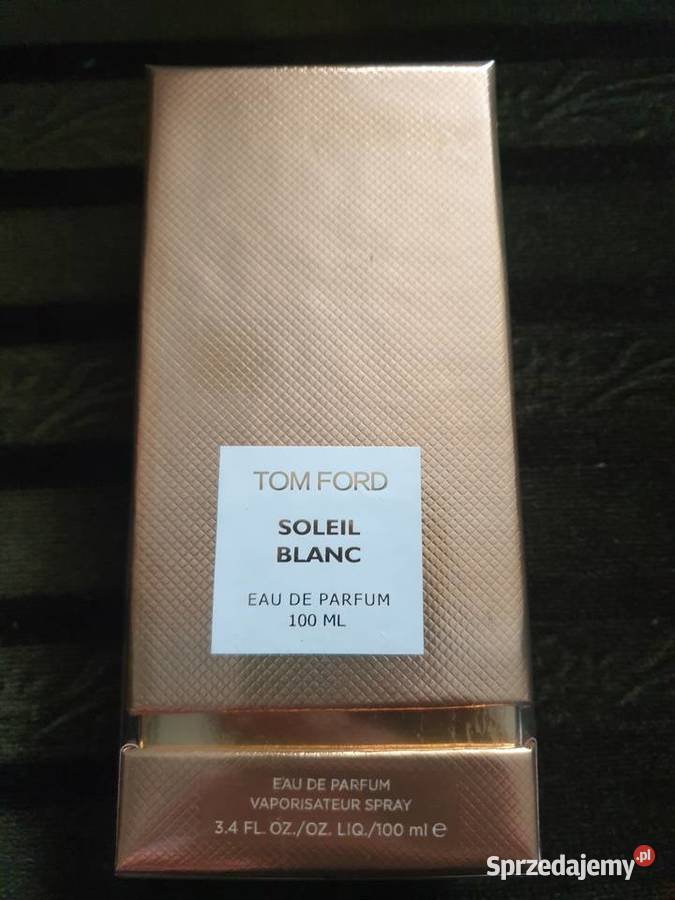 TOM FORD
SOLEIL
BLANC
EAU DE PARFUM
100 ML
EAU DE PARFUM
VAPORISATEUR SPRAY
3.4 FL. OZ./OZ. LIQ./100 ml ℮
Sprzedajemy.pl